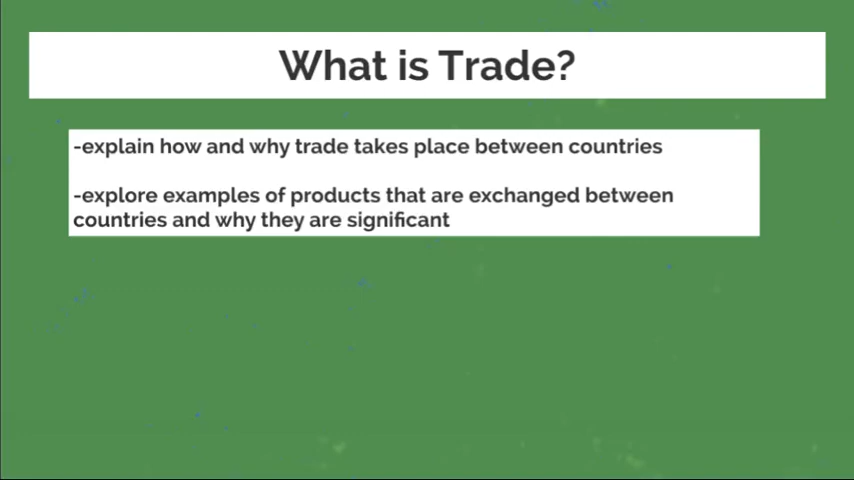 What is Trade?
-explain how and why trade takes place between countries
-explore examples of products that are exchanged between
countries and why they are significant